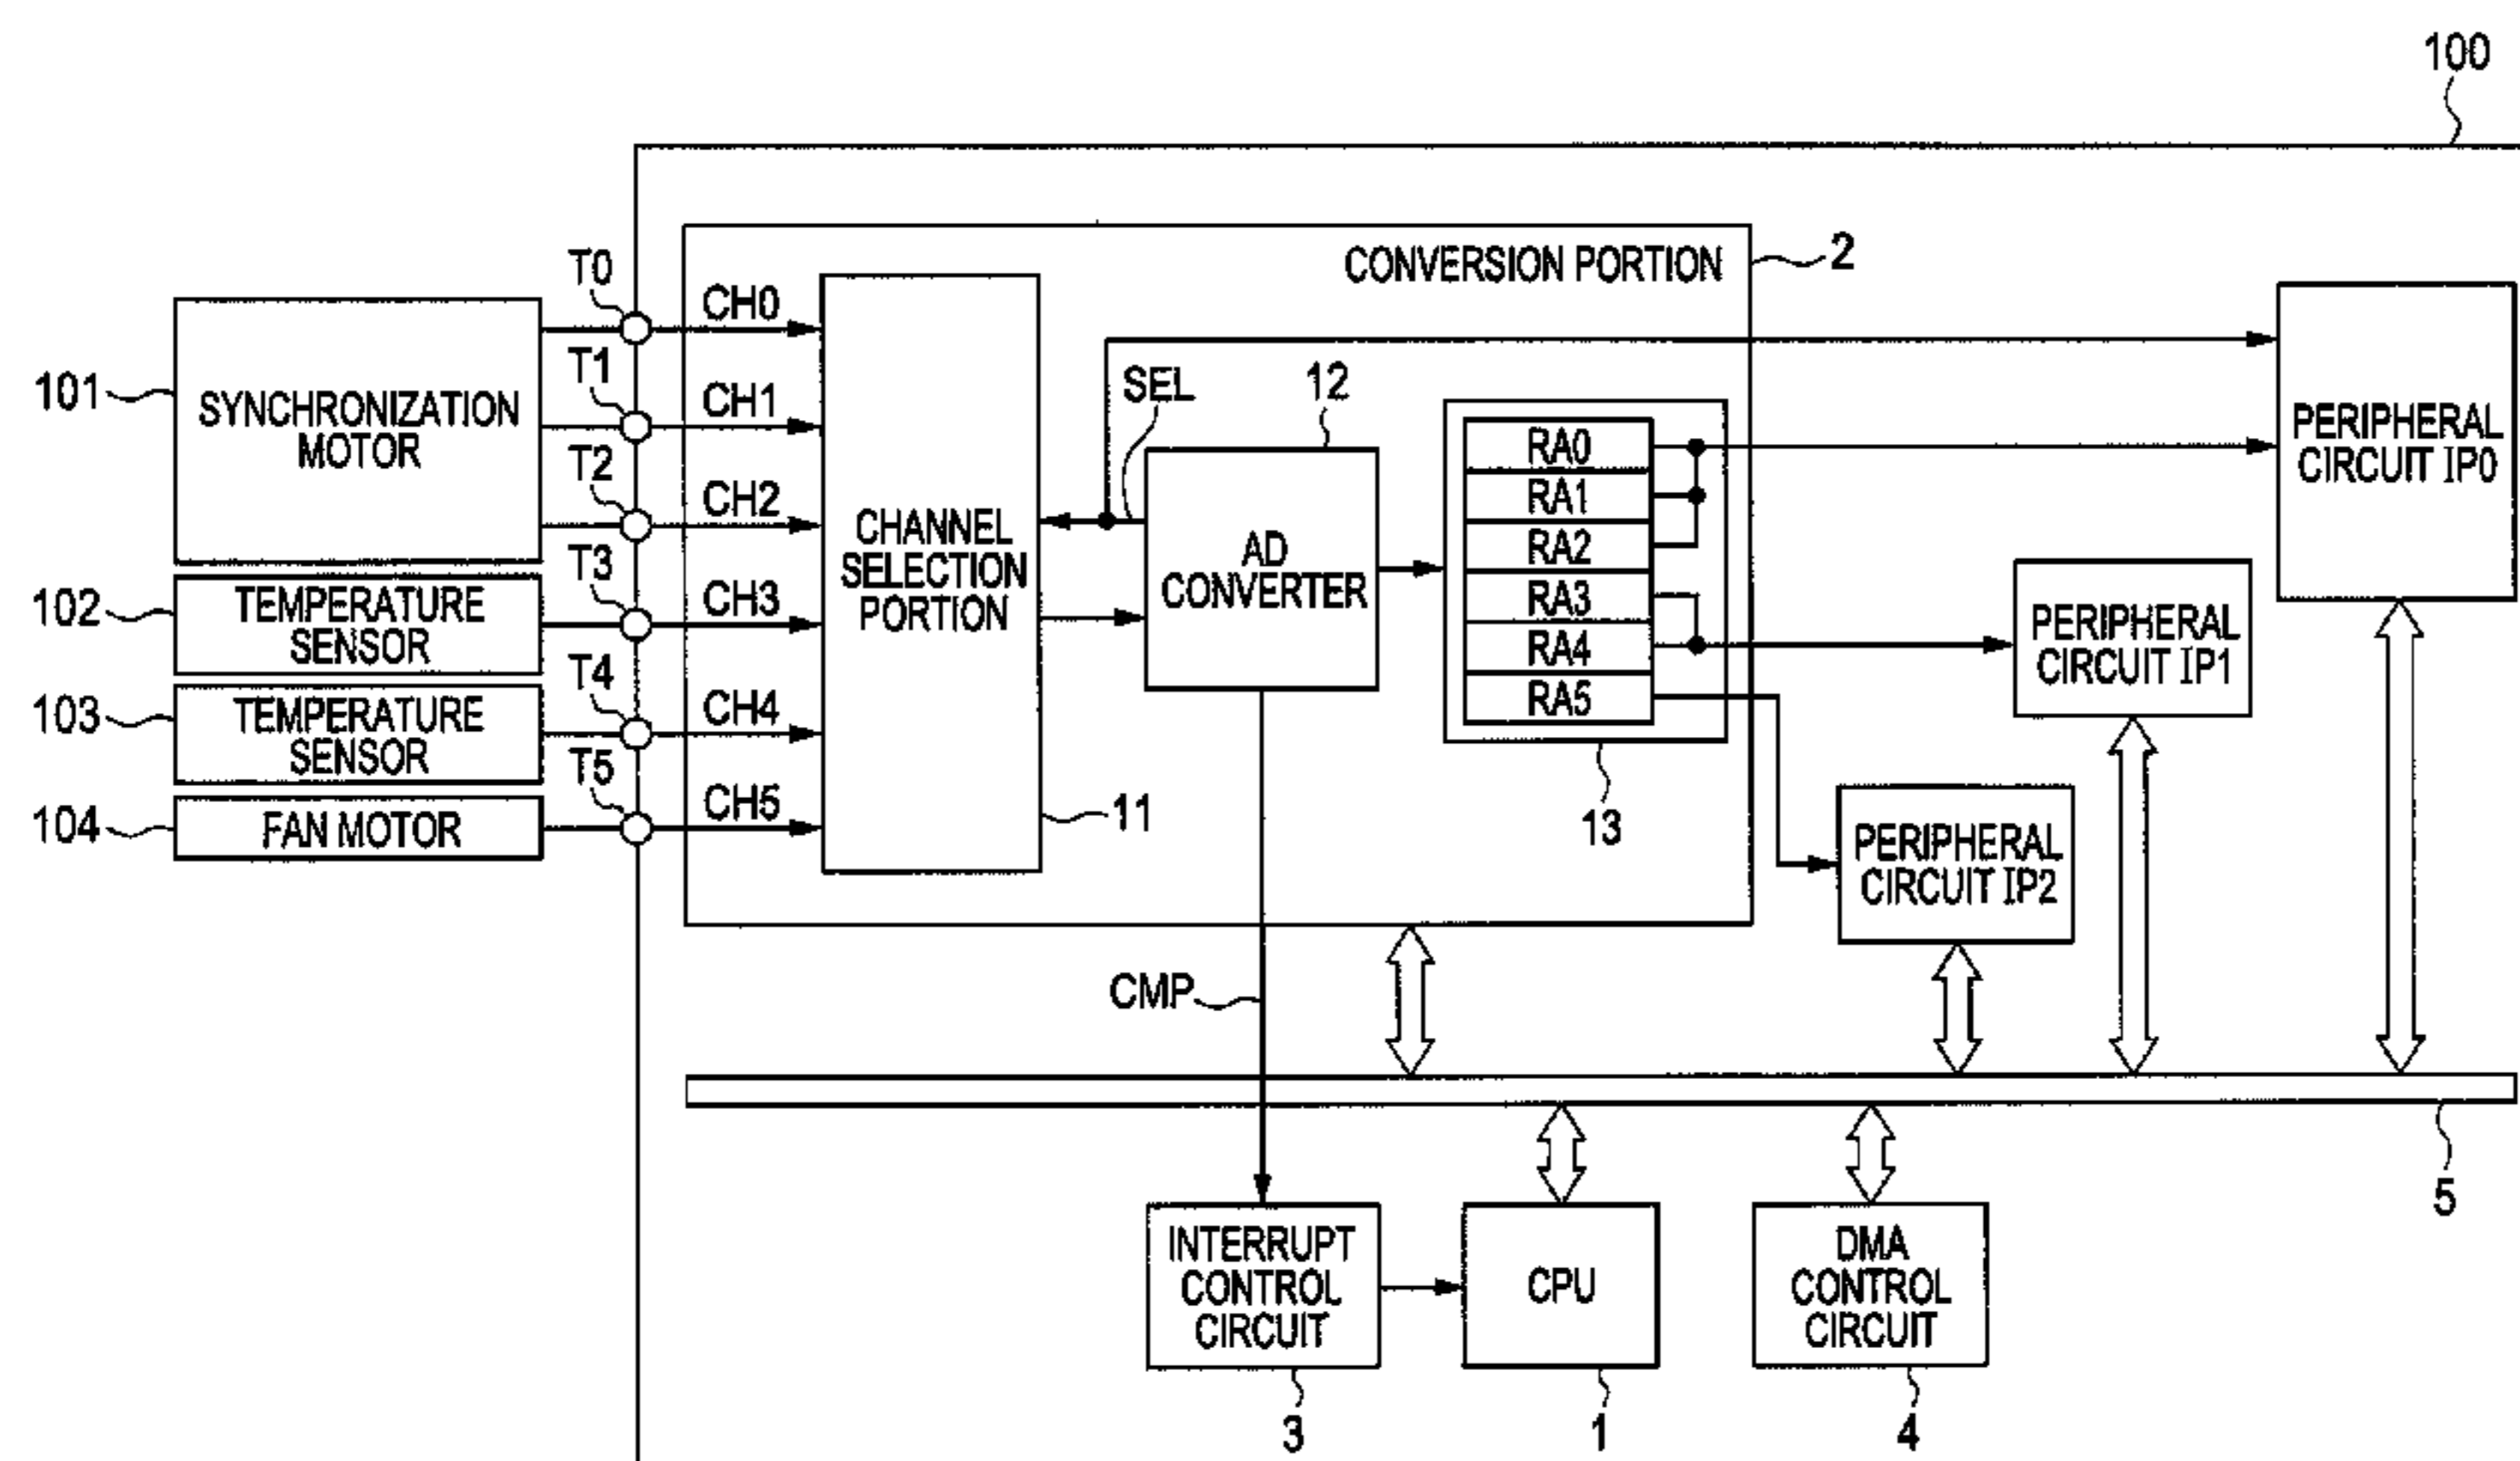 100
T0
CH0
CONVERSION PORTION
2
101
SYNCHRONIZATION
MOTOR
T1
CH1
SEL
12
T2
CH2
RA0
RA1
RA2
RA3
RA4
RA5
PERIPHERAL
CIRCUIT IP0
CHANNEL
SELECTION
PORTION
AD
CONVERTER
T3
CH3
102
TEMPERATURE
SENSOR
PERIPHERAL
CIRCUIT IP1
T4
CH4
103
TEMPERATURE
SENSOR
T5
CH5
104
FAN MOTOR
11
13
PERIPHERAL
CIRCUIT IP2
CMP
5
INTERRUPT
CONTROL
CIRCUIT
CPU
DMA
CONTROL
CIRCUIT
3
1
4